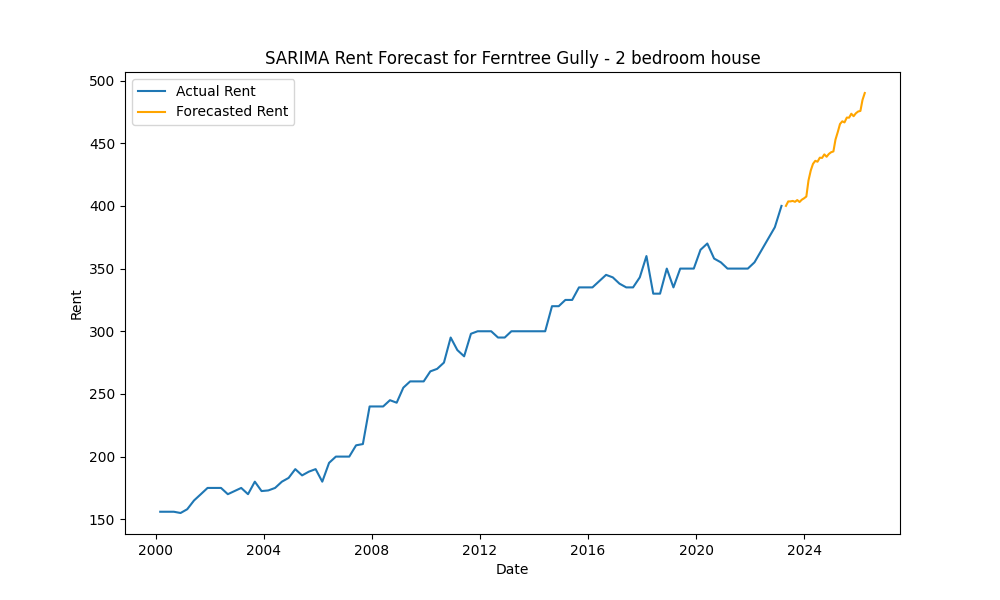 SARIMA Rent Forecast for Ferntree Gully - 2 bedroom house
Actual Rent
Forecasted Rent
500
450
400
350
300
250
200
150
Rent
2000 2004 2008 2012 2016 2020 2024
Date